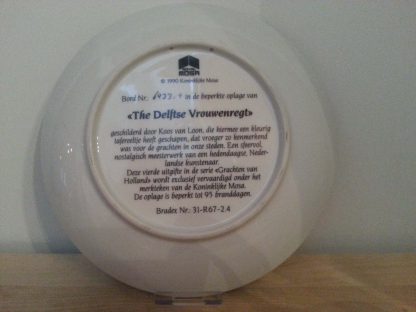 MOSA
© 1990 Koninklijke Mosa
Bord Nr. in de beperkte oplage van
«The Delftse Vrouwenregt»
geschilderd door Koos van Loon, die hiermee een kleurig
tafereeltje heeft geschapen, dat vroeger zo kenmerkend
was voor de grachten in onze steden. Een sfeervol,
nostalgisch meesterwerk van een hedendaagse, Neder-
landse kunstenaar.
Deze vierde uitgifte in de serie «Grachten van
Holland» wordt exclusief vervaardigd onder het
merkteken van de Koninklijke Mosa.
De oplage is beperkt tot 95 branddagen.
Bradex Nr.: 31-R67-2.4